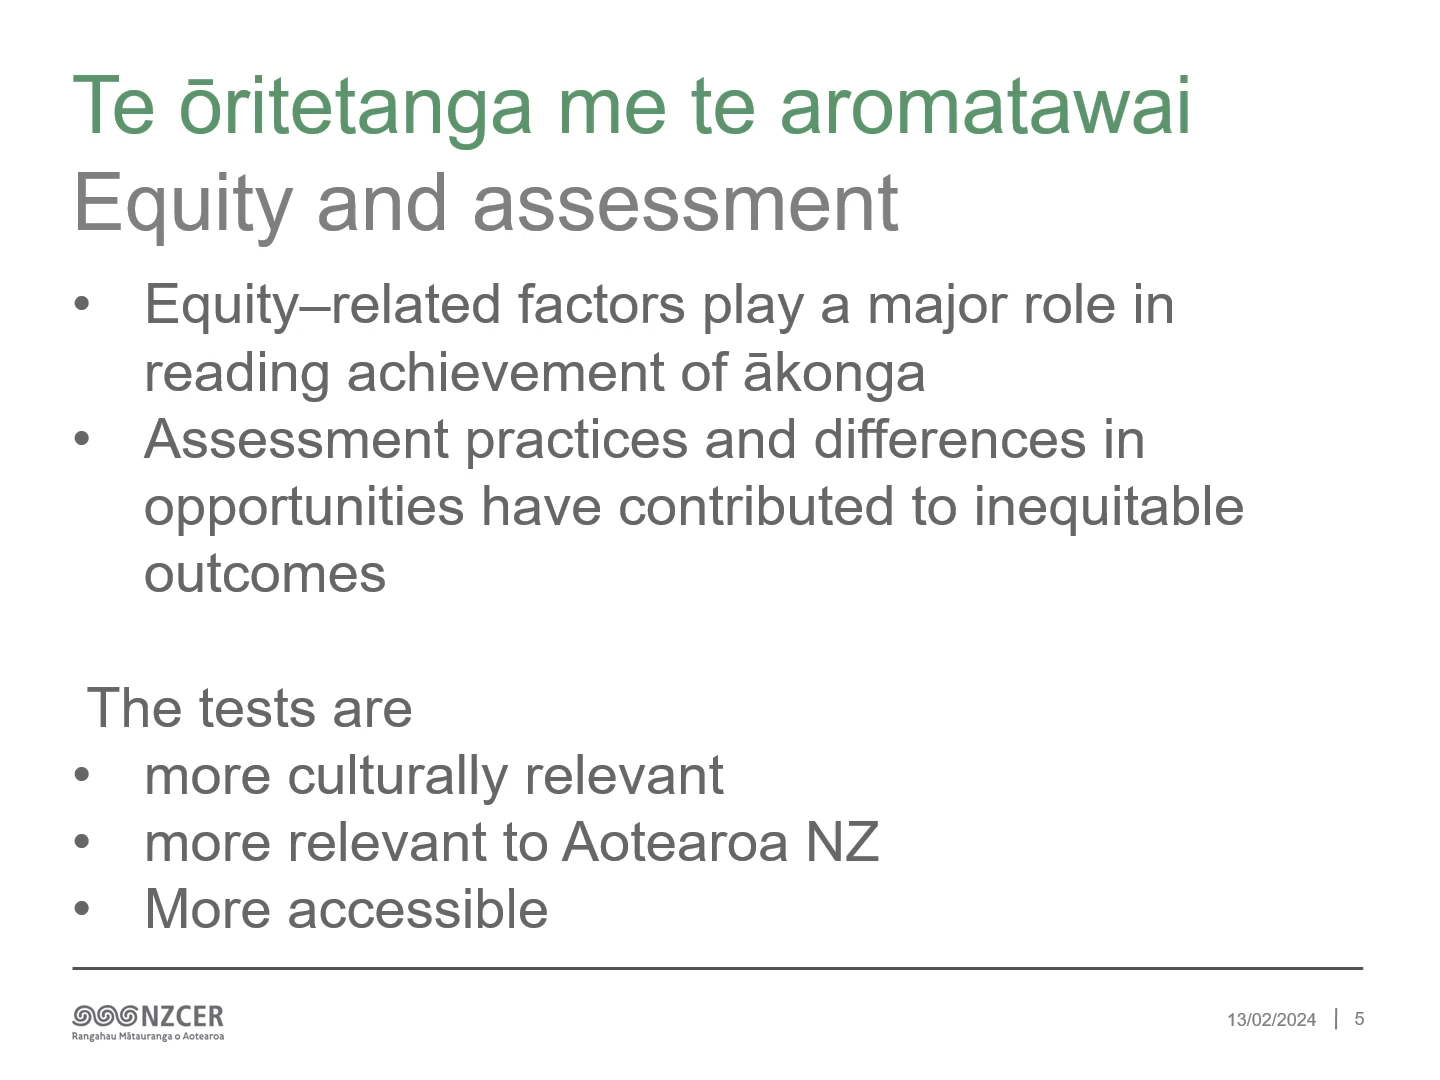 Te ōritetanga me te aromatawai
Equity and assessment
• Equity–related factors play a major role in
reading achievement of ākonga
• Assessment practices and differences in
opportunities have contributed to inequitable
outcomes
The tests are
• more culturally relevant
• more relevant to Aotearoa NZ
• More accessible
NZCER
Rangahau Mātauranga o Aotearoa
13/02/2024 | 5